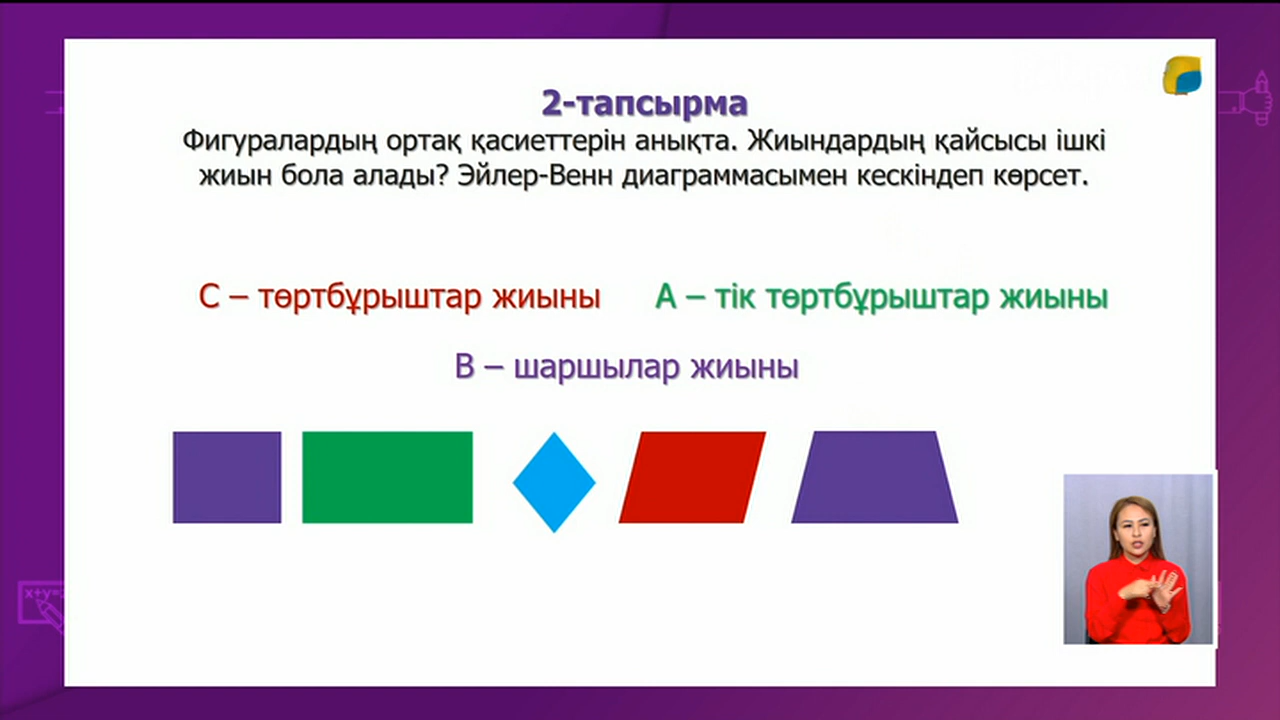 2-тапсырма
Фигуралардың ортақ қасиеттерін анықта. Жиындардың қайсысы ішкі
жиын бола алады? Эйлер-Венн диаграммасымен кескіндеп көрсет.
С – төртбұрыштар жиыны
А – тік төртбұрыштар жиыны
В – шаршылар жиыны
x+y=